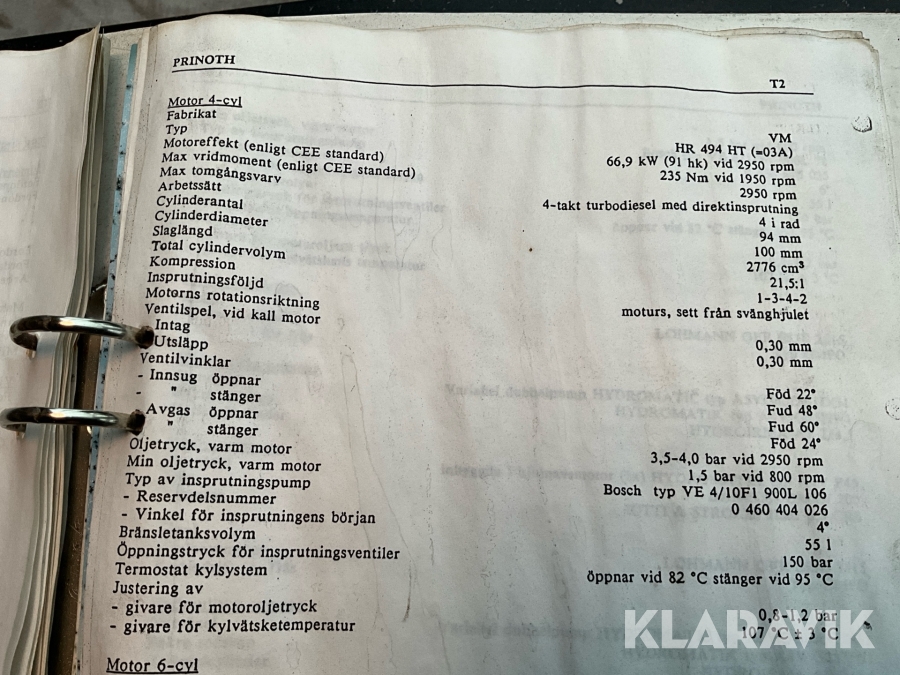 PRINOTH
T2
Motor 4-cyl
Fabrikat VM
Typ HR 494 HT (=03A)
Motoreffekt (enligt CEE standard) 66,9 kW (91 hk) vid 2950 rpm
Max vridmoment (enligt CEE standard) 235 Nm vid 1950 rpm
Max tomgångsvarv 2950 rpm
Arbetssätt 4-takt turbodiesel med direktinsprutning
Cylinderantal 4 i rad
Cylinderdiameter 94 mm
Slaglängd 100 mm
Total cylindervolym 2776 cm³
Kompression 21,5:1
Insprutningsföljd 1-3-4-2
Motorns rotationsriktning moturs, sett från svänghjulet
Ventilspel, vid kall motor
Intag 0,30 mm
Utsläpp 0,30 mm
Ventilvinklar
- Innsug öppnar Föd 22°
- " stänger Fud 48°
Avgas öppnar Fud 60°
" stänger Föd 24°
Oljetryck, varm motor 3,5-4,0 bar vid 2950 rpm
Min oljetryck, varm motor 1,5 bar vid 800 rpm
Typ av insprutningspump Bosch typ VE 4/10F1 900L 106
- Reservdelsnummer 0 460 404 026
- Vinkel för insprutningens början 4°
Bränsletanksvolym 55 l
Öppningstryck för insprutningsventiler 150 bar
Termostat kylsystem öppnar vid 82 °C stänger vid 95 °C
Justering av
- givare för motoroljetryck 0,8-1,2 bar
- givare för kylvätsketemperatur 107 °C ± 3 °C
Motor 6-cyl
KLARAVIK